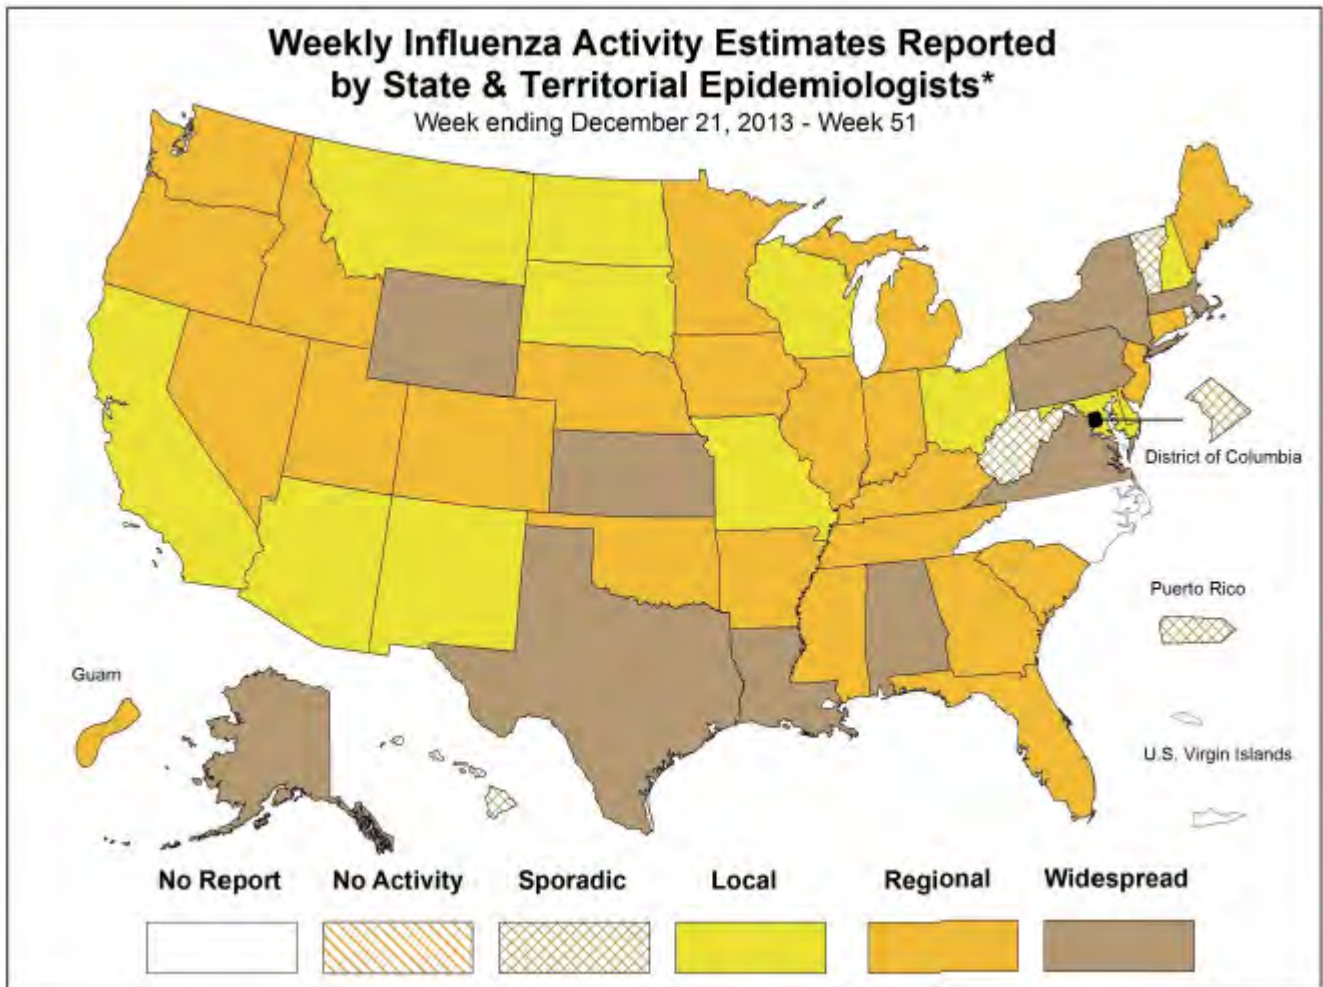 Weekly Influenza Activity Estimates Reported
by State & Territorial Epidemiologists*
Week ending December 21, 2013 - Week 51
District of Columbia
Puerto Rico
Guam
U.S. Virgin Islands
No Report
No Activity
Sporadic
Local
Regional
Widespread